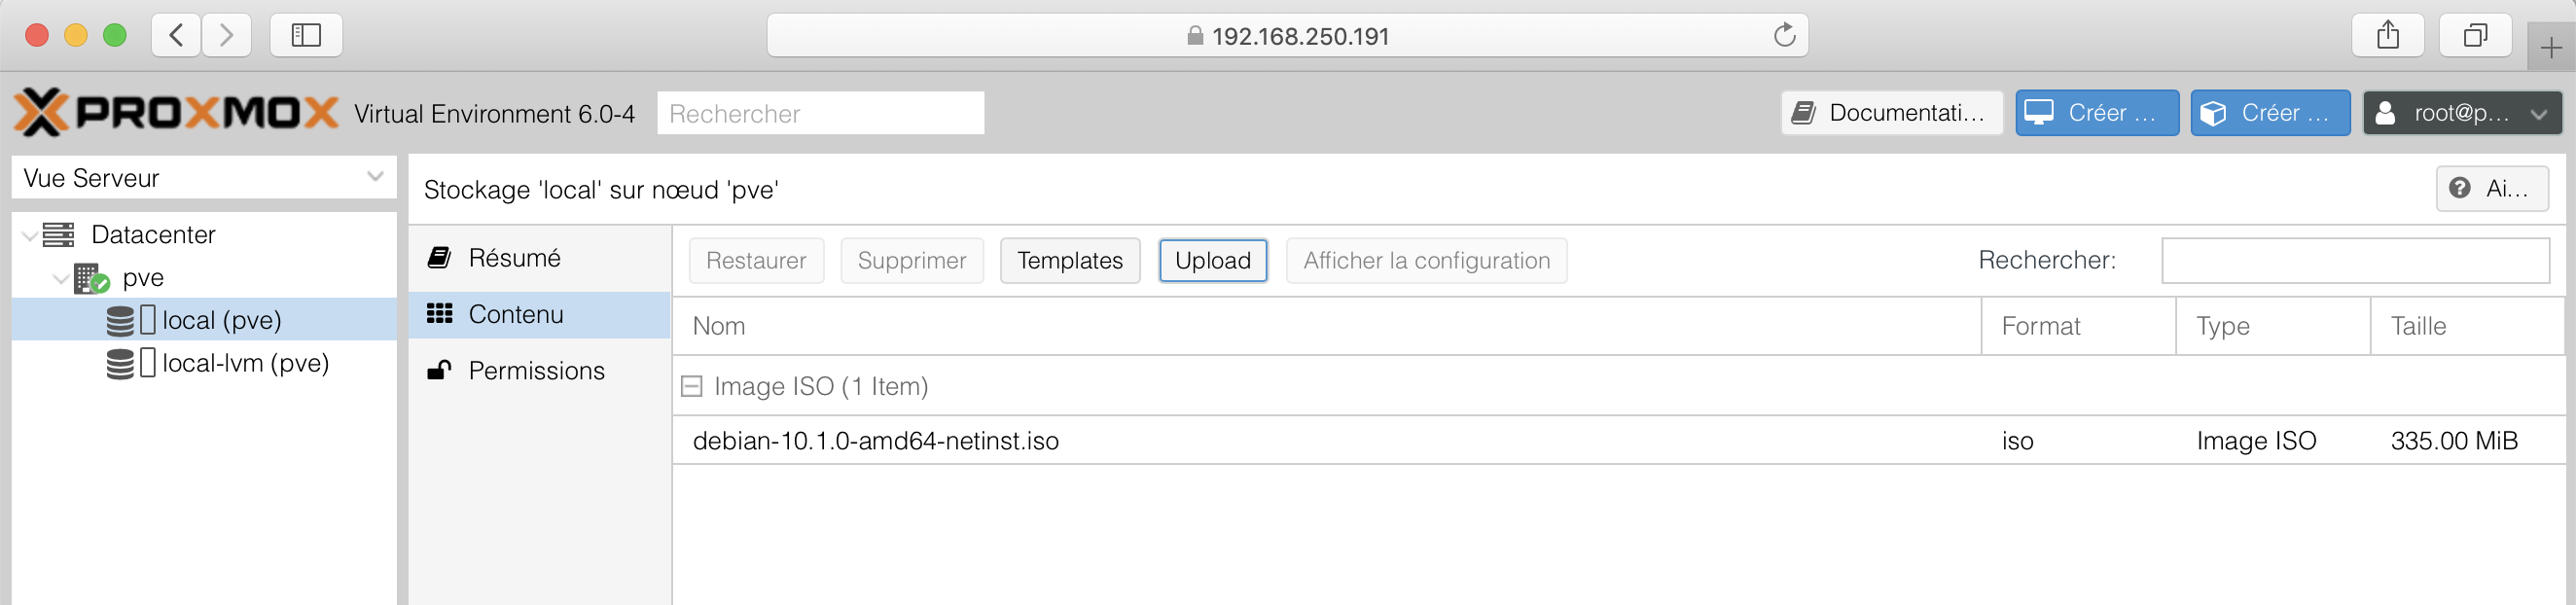 192.168.250.191
PROXMOX Virtual Environment 6.0-4 Rechercher Documentati... Créer ... Créer ... root@p...
Vue Serveur
Stockage 'local' sur nœud 'pve' Ai...
Datacenter
pve
local (pve)
local-lvm (pve)
Résumé
Contenu
Permissions
Restaurer Supprimer Templates Upload Afficher la configuration Rechercher:
Nom Format Type Taille
Image ISO (1 Item)
debian-10.1.0-amd64-netinst.iso iso Image ISO 335.00 MiB